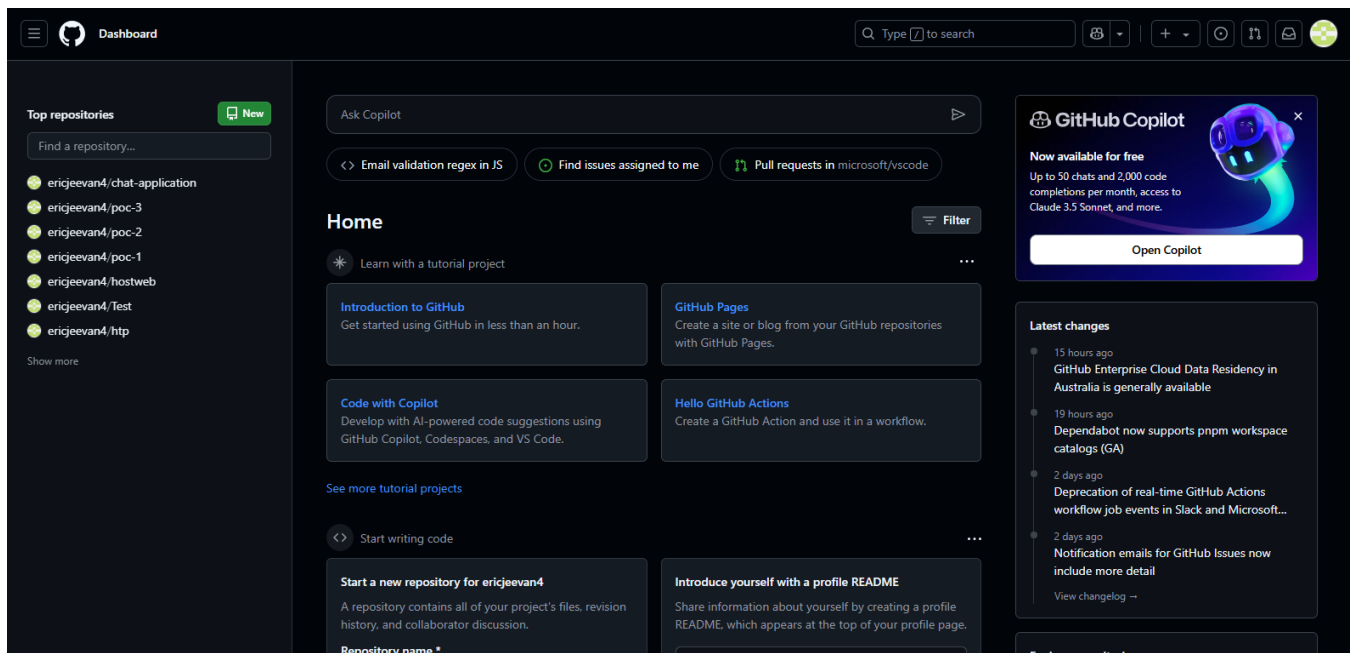 Dashboard
Type / to search
Top repositories
New
Find a repository...
ericjeevan4/chat-application
ericjeevan4/poc-3
ericjeevan4/poc-2
ericjeevan4/poc-1
ericjeevan4/hostweb
ericjeevan4/Test
ericjeevan4/htp
Show more
Ask Copilot
Email validation regex in JS
Find issues assigned to me
Pull requests in microsoft/vscode
Home
Filter
Learn with a tutorial project
Introduction to GitHub
Get started using GitHub in less than an hour.
GitHub Pages
Create a site or blog from your GitHub repositories
with GitHub Pages.
Code with Copilot
Develop with AI-powered code suggestions using
GitHub Copilot, Codespaces, and VS Code.
Hello GitHub Actions
Create a GitHub Action and use it in a workflow.
See more tutorial projects
Start writing code
Start a new repository for ericjeevan4
A repository contains all of your project's files, revision
history, and collaborator discussion.
Repository name *
Introduce yourself with a profile README
Share information about yourself by creating a profile
README, which appears at the top of your profile page.
GitHub Copilot
Now available for free
Up to 50 chats and 2,000 code
completions per month, access to
Claude 3.5 Sonnet, and more.
Open Copilot
Latest changes
15 hours ago
GitHub Enterprise Cloud Data Residency in
Australia is generally available
19 hours ago
Dependabot now supports pnpm workspace
catalogs (GA)
2 days ago
Deprecation of real-time GitHub Actions
workflow job events in Slack and Microsoft...
2 days ago
Notification emails for GitHub Issues now
include more detail
View changelog →